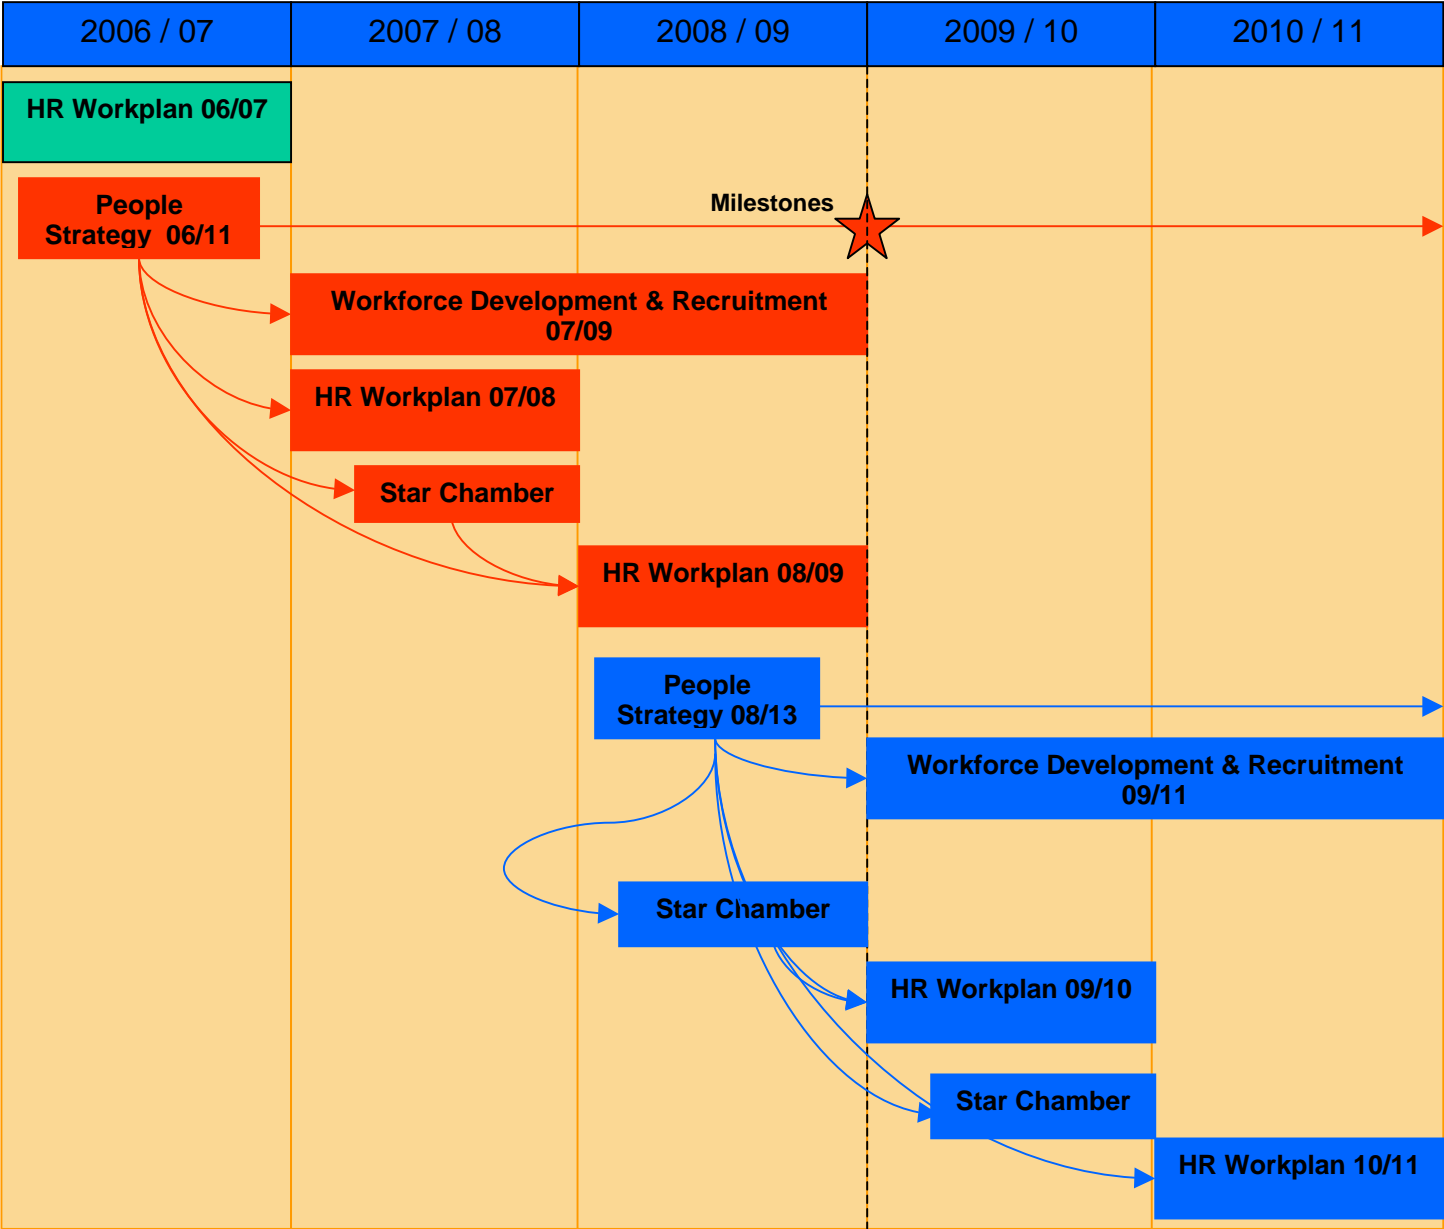 2006 / 07
2007 / 08
2008 / 09
2009 / 10
2010 / 11
HR Workplan 06/07
People
Strategy 06/11
Milestones
Workforce Development & Recruitment
07/09
HR Workplan 07/08
Star Chamber
HR Workplan 08/09
People
Strategy 08/13
Workforce Development & Recruitment
09/11
Star Chamber
HR Workplan 09/10
Star Chamber
HR Workplan 10/11